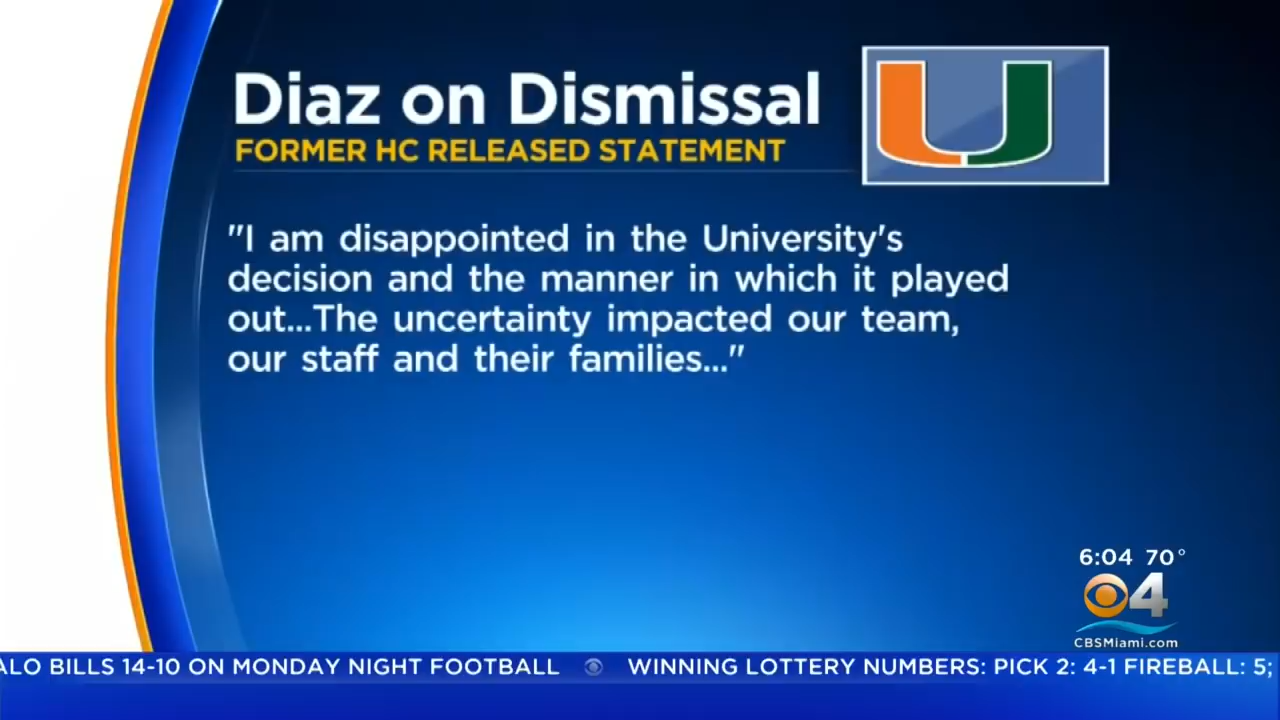 Diaz on Dismissal
FORMER HC RELEASED STATEMENT
U
"I am disappointed in the University's
decision and the manner in which it played
out...The uncertainty impacted our team,
our staff and their families..."
6:04 70°
4
CBSMiami.com
ALO BILLS 14-10 ON MONDAY NIGHT FOOTBALL WINNING LOTTERY NUMBERS: PICK 2: 4-1 FIREBALL: 5;